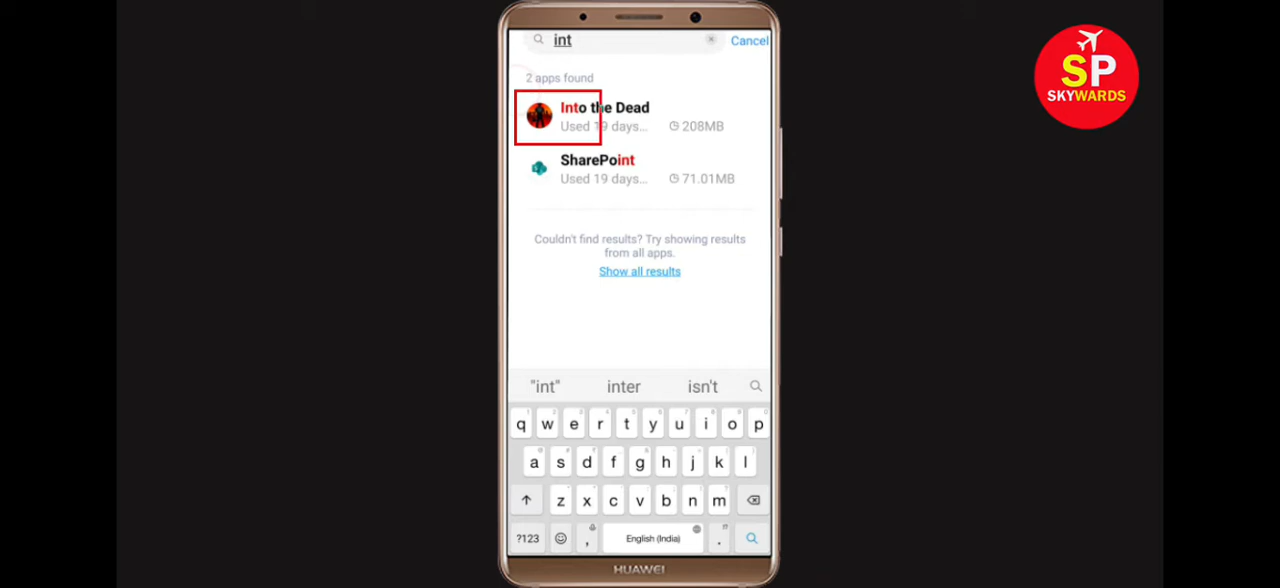 int
Cancel
SP
SKYWARDS
2 apps found
Into the Dead
Used 19 days... 208MB
SharePoint
Used 19 days... 71.01MB
Couldn't find results? Try showing results
from all apps.
Show all results
"int" inter isn't
q w e r t y u i o p
a s d f g h j k l
z x c v b n m
?123 , English (India) .
HUAWEI